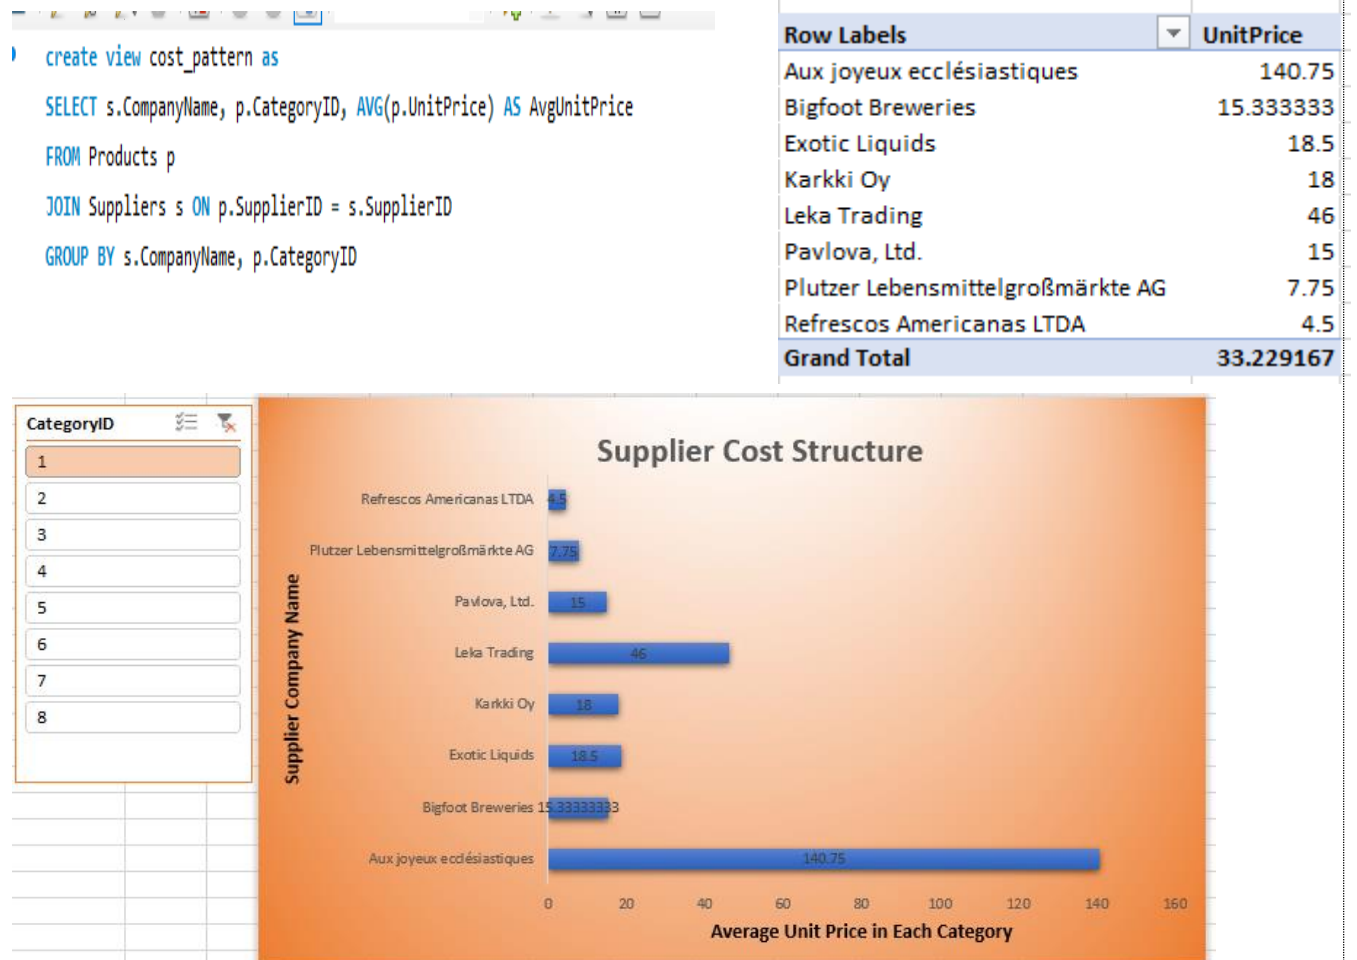 create view cost_pattern as
SELECT s.CompanyName, p.CategoryID, AVG(p.UnitPrice) AS AvgUnitPrice
FROM Products p
JOIN Suppliers s ON p.SupplierID = s.SupplierID
GROUP BY s.CompanyName, p.CategoryID
Row Labels UnitPrice
Aux joyeux ecclésiastiques 140.75
Bigfoot Breweries 15.333333
Exotic Liquids 18.5
Karkki Oy 18
Leka Trading 46
Pavlova, Ltd. 15
Plutzer Lebensmittelgroßmärkte AG 7.75
Refrescos Americanas LTDA 4.5
Grand Total 33.229167
CategoryID
1
2
3
4
5
6
7
8
Supplier Cost Structure
Supplier Company Name
Refrescos Americanas LTDA 4.5
Plutzer Lebensmittelgroßmärkte AG 7.75
Pavlova, Ltd. 15
Leka Trading 46
Karkki Oy 18
Exotic Liquids 18.5
Bigfoot Breweries 15.33333333
Aux joyeux ecclésiastiques 140.75
0 20 40 60 80 100 120 140 160
Average Unit Price in Each Category